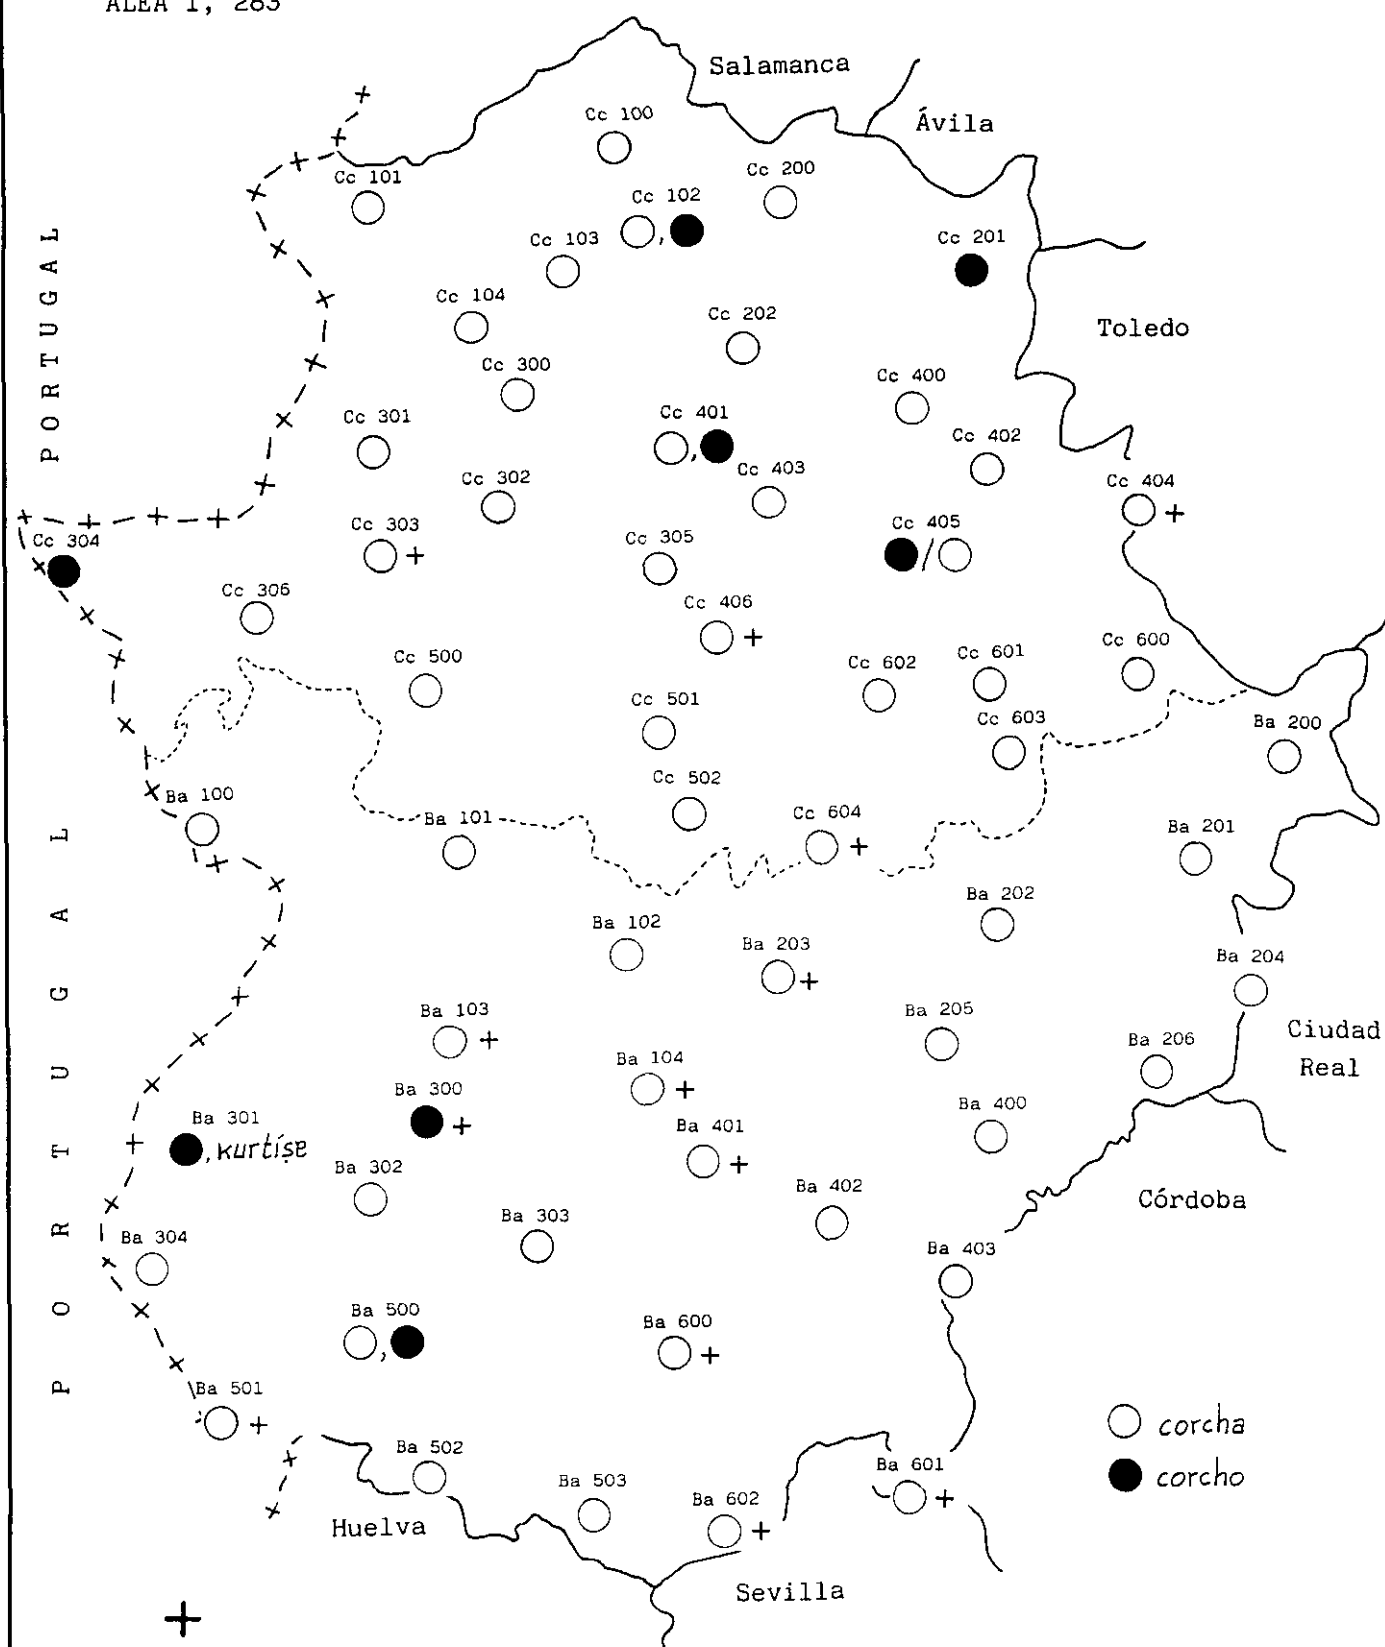 ALEA I, 283
Salamanca
Ávila
Cc 100
Cc 101
Cc 200
Cc 102
,
Cc 103
Cc 201
Cc 104
Cc 202
Toledo
PORTUGAL
Cc 300
Cc 400
Cc 301
Cc 401
,
Cc 402
Cc 302
Cc 403
Cc 404
+
Cc 303
+
Cc 405
/
Cc 304
Cc 305
Cc 306
Cc 406
+
Cc 500
Cc 602
Cc 601
Cc 600
Cc 501
Cc 603
Ba 200
Cc 502
Ba 100
Ba 101
Cc 604
+
Ba 201
PORTUGAL
Ba 102
Ba 202
Ba 203
+
Ba 204
Ba 103
+
Ba 205
Ciudad
Real
Ba 104
+
Ba 206
Ba 300
+
Ba 301
, kurtíṣe
Ba 401
+
Ba 400
Ba 302
Ba 402
Córdoba
Ba 303
Ba 304
Ba 403
Ba 500
,
Ba 600
+
Ba 501
+
corcha
Ba 502
Ba 601
+
corcho
Ba 503
Ba 602
+
Huelva
Sevilla
+